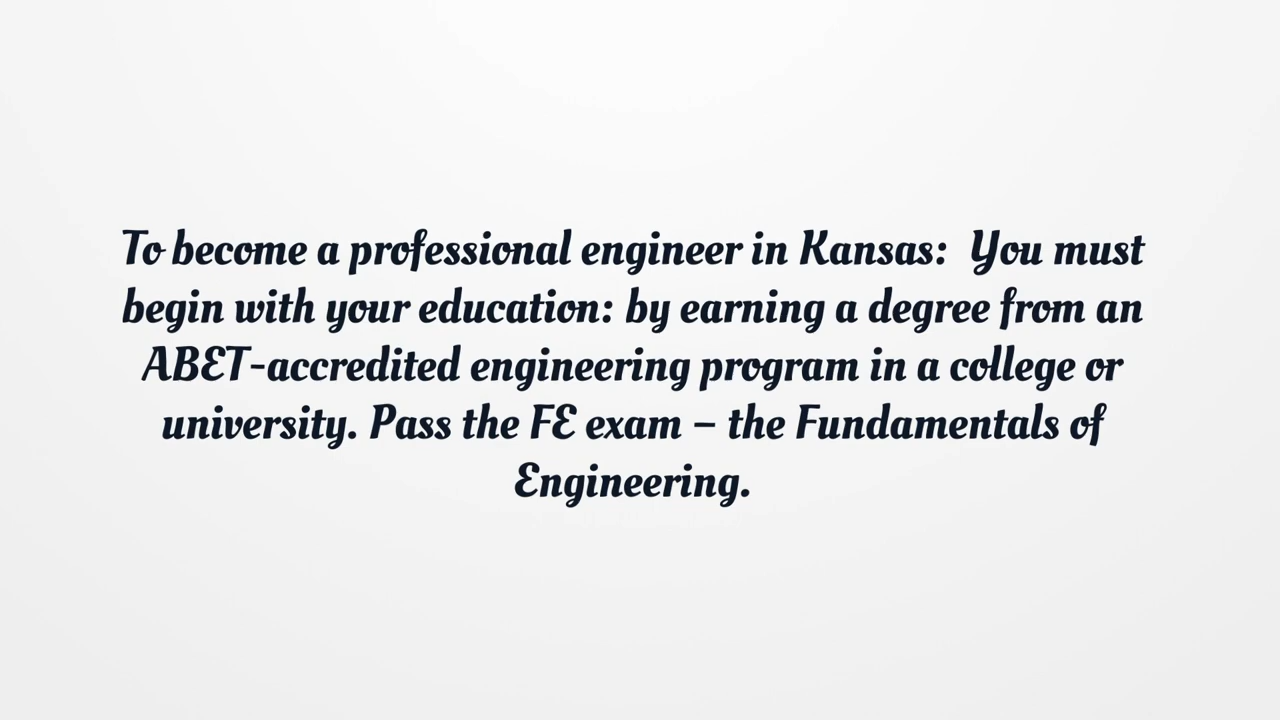 To become a professional engineer in Kansas:  You must
begin with your education: by earning a degree from an
ABET-accredited engineering program in a college or
university. Pass the FE exam – the Fundamentals of
Engineering.